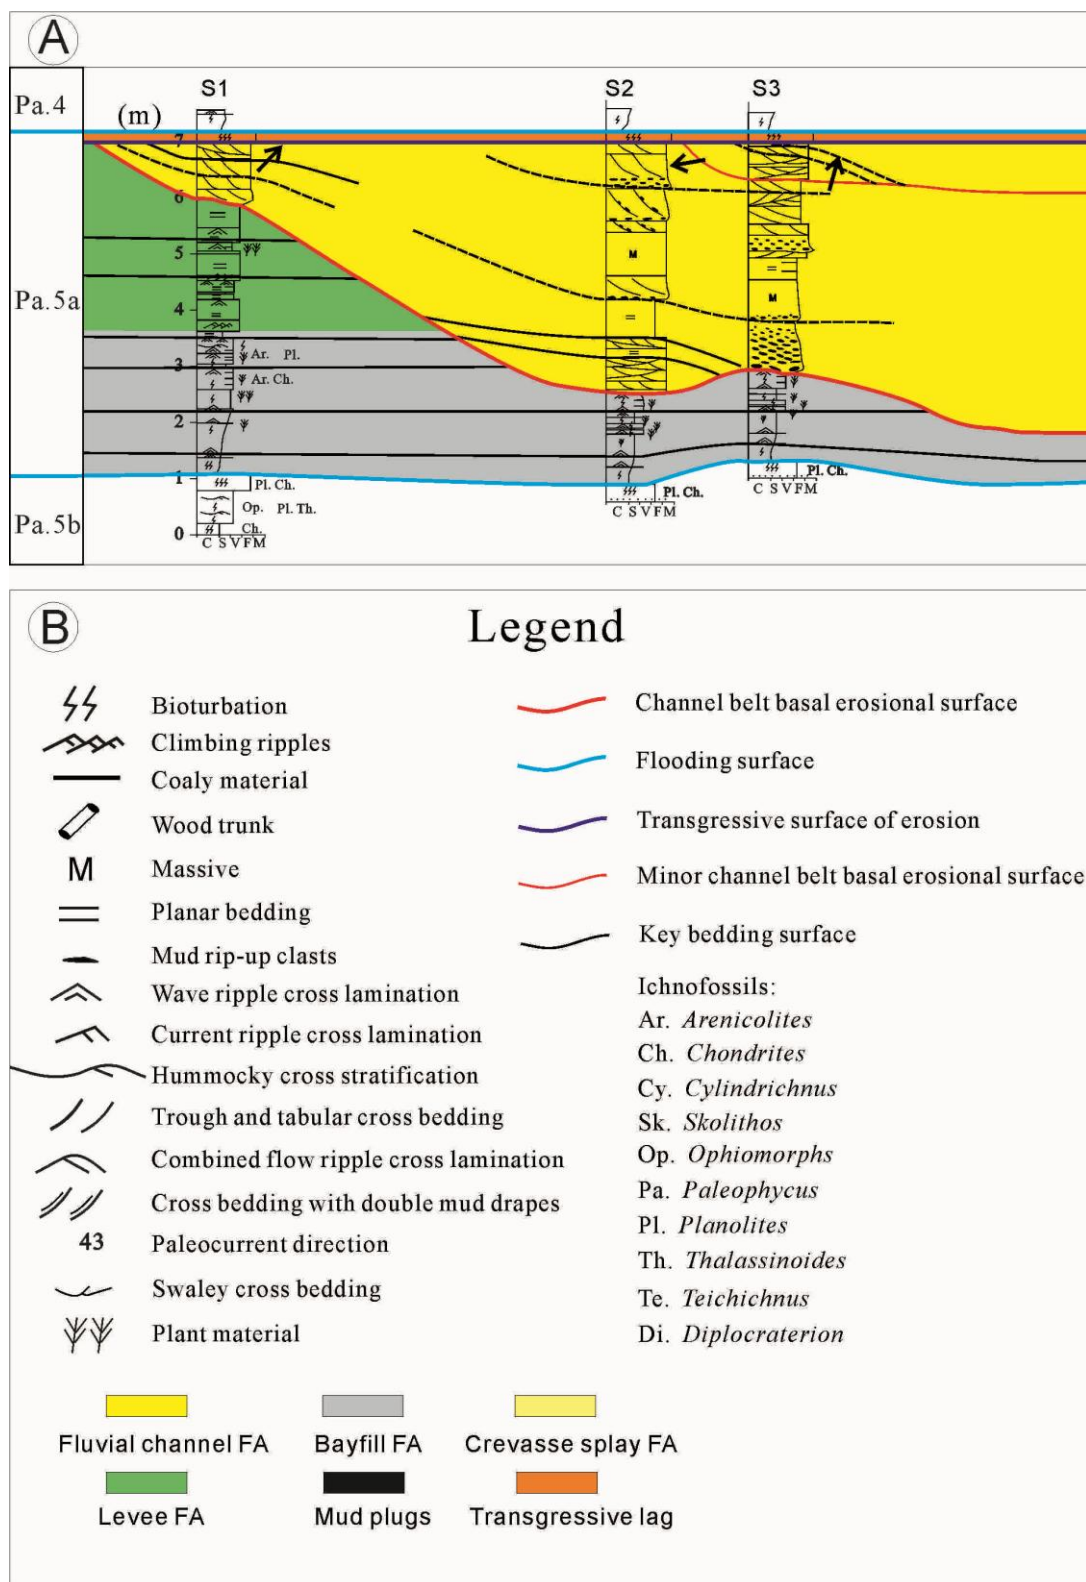 A
S1 S2 S3
Pa.4
(m)
7
6
Pa.5a
5
M
4
M
3
Ar. Pl.
Ar. Ch.
2
1
Pl. Ch.
Pl. Ch.
Pl. Ch.
C S V F M
C S V F M
Op. Pl. Th.
Pa.5b
0
Ch.
C S V F M
B
Legend
Bioturbation
Climbing ripples
Coaly material
Wood trunk
M Massive
Planar bedding
Mud rip-up clasts
Wave ripple cross lamination
Current ripple cross lamination
Hummocky cross stratification
Trough and tabular cross bedding
Combined flow ripple cross lamination
Cross bedding with double mud drapes
43 Paleocurrent direction
Swaley cross bedding
Plant material
Channel belt basal erosional surface
Flooding surface
Transgressive surface of erosion
Minor channel belt basal erosional surface
Key bedding surface
Ichnofossils:
Ar. Arenicolites
Ch. Chondrites
Cy. Cylindrichnus
Sk. Skolithos
Op. Ophiomorphs
Pa. Paleophycus
Pl. Planolites
Th. Thalassinoides
Te. Teichichnus
Di. Diplocraterion
Fluvial channel FA Bayfill FA Crevasse splay FA
Levee FA Mud plugs Transgressive lag